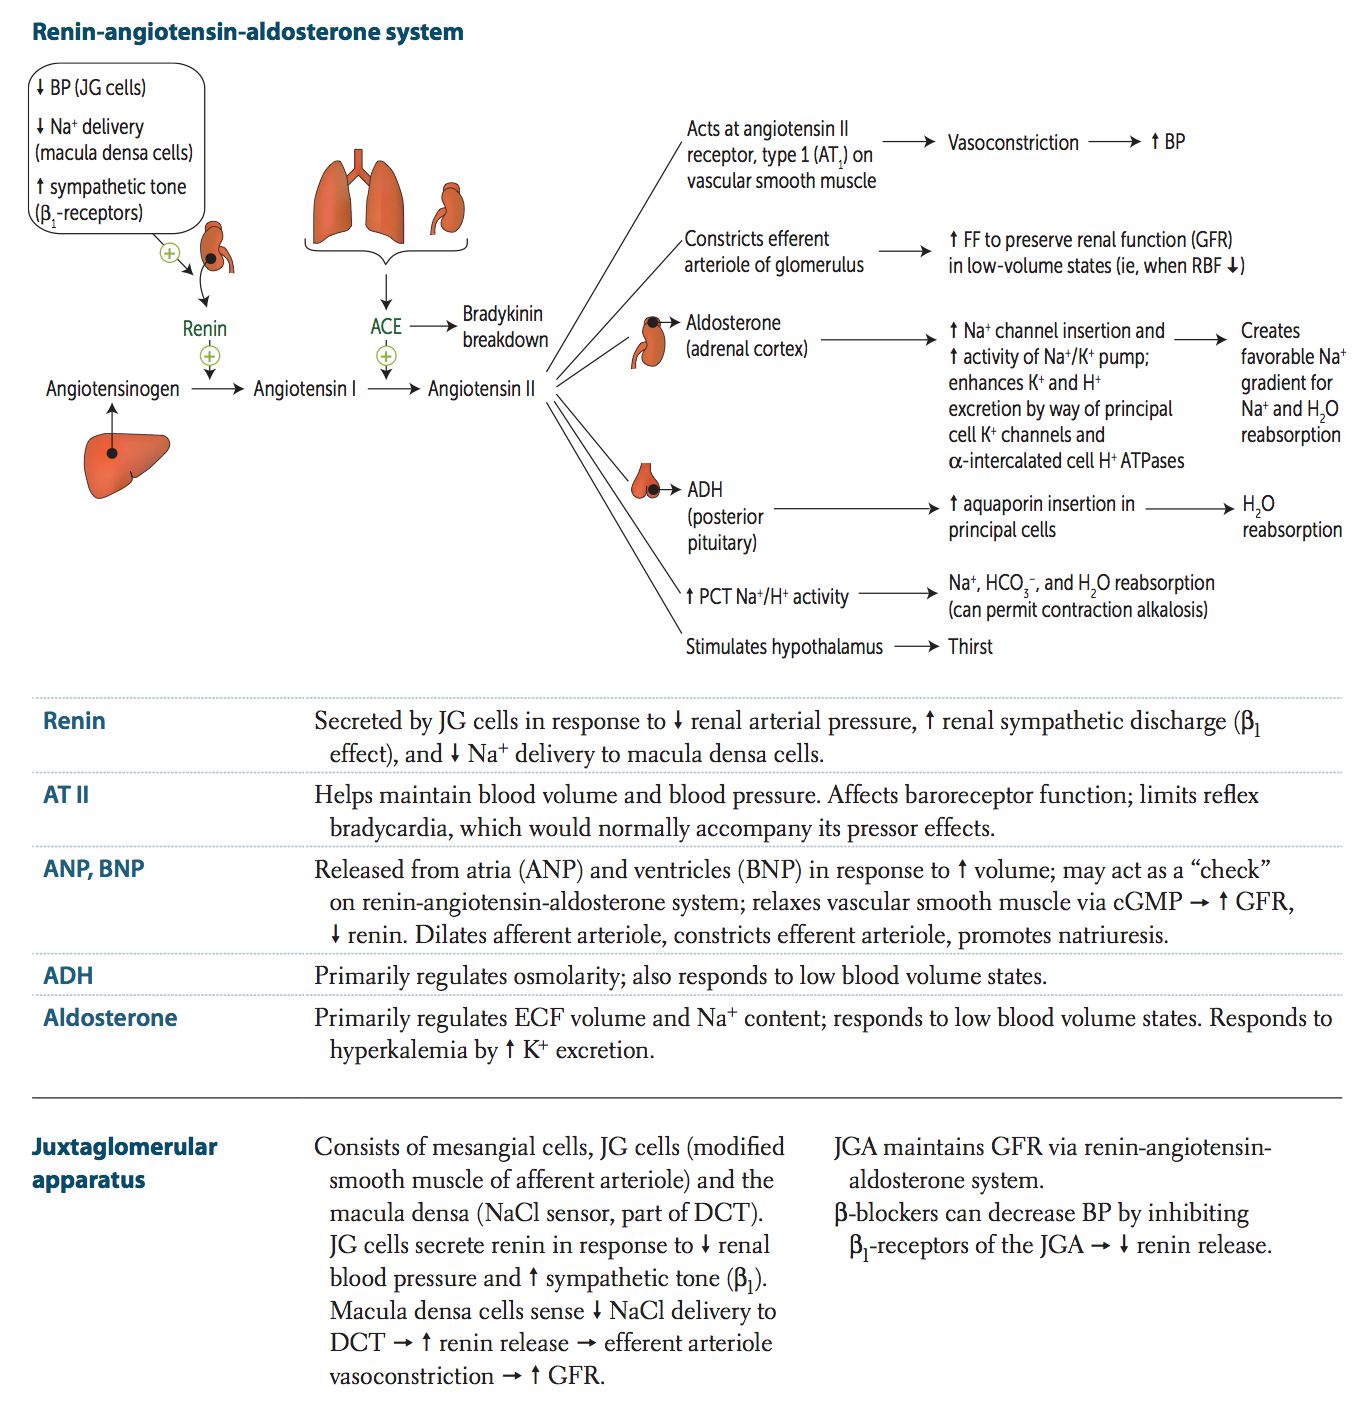 Renin-angiotensin-aldosterone system
↓ BP (JG cells)
↓ Na⁺ delivery
(macula densa cells)
↑ sympathetic tone
(β₁-receptors)
+
Renin
+
Angiotensinogen
Angiotensin I
ACE
+
Bradykinin
breakdown
Angiotensin II
Acts at angiotensin II
receptor, type 1 (AT₁) on
vascular smooth muscle
Vasoconstriction
↑ BP
Constricts efferent
arteriole of glomerulus
↑ FF to preserve renal function (GFR)
in low-volume states (ie, when RBF ↓)
Aldosterone
(adrenal cortex)
↑ Na⁺ channel insertion and
↑ activity of Na⁺/K⁺ pump;
enhances K⁺ and H⁺
excretion by way of principal
cell K⁺ channels and
α-intercalated cell H⁺ ATPases
Creates
favorable Na⁺
gradient for
Na⁺ and H₂O
reabsorption
ADH
(posterior
pituitary)
↑ aquaporin insertion in
principal cells
H₂O
reabsorption
↑ PCT Na⁺/H⁺ activity
Na⁺, HCO₃⁻, and H₂O reabsorption
(can permit contraction alkalosis)
Stimulates hypothalamus
Thirst
Renin
Secreted by JG cells in response to ↓ renal arterial pressure, ↑ renal sympathetic discharge (β₁
effect), and ↓ Na⁺ delivery to macula densa cells.
AT II
Helps maintain blood volume and blood pressure. Affects baroreceptor function; limits reflex
bradycardia, which would normally accompany its pressor effects.
ANP, BNP
Released from atria (ANP) and ventricles (BNP) in response to ↑ volume; may act as a “check”
on renin-angiotensin-aldosterone system; relaxes vascular smooth muscle via cGMP → ↑ GFR,
↓ renin. Dilates afferent arteriole, constricts efferent arteriole, promotes natriuresis.
ADH
Primarily regulates osmolarity; also responds to low blood volume states.
Aldosterone
Primarily regulates ECF volume and Na⁺ content; responds to low blood volume states. Responds to
hyperkalemia by ↑ K⁺ excretion.
Juxtaglomerular
apparatus
Consists of mesangial cells, JG cells (modified
smooth muscle of afferent arteriole) and the
macula densa (NaCl sensor, part of DCT).
JG cells secrete renin in response to ↓ renal
blood pressure and ↑ sympathetic tone (β₁).
Macula densa cells sense ↓ NaCl delivery to
DCT → ↑ renin release → efferent arteriole
vasoconstriction → ↑ GFR.
JGA maintains GFR via renin-angiotensin-
aldosterone system.
β-blockers can decrease BP by inhibiting
β₁-receptors of the JGA → ↓ renin release.